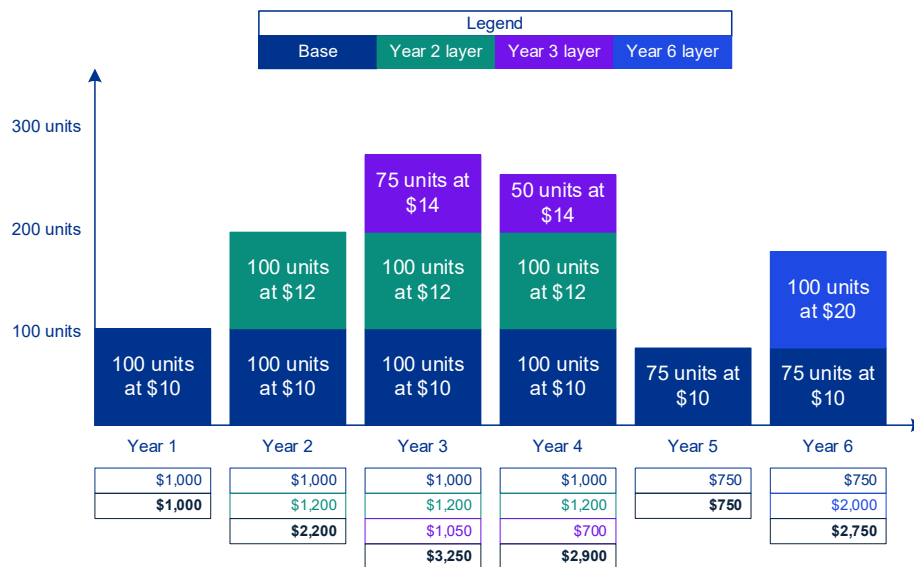 Legend
Base Year 2 layer Year 3 layer Year 6 layer
300 units
200 units
100 units
100 units
at $10
100 units
at $12
100 units
at $10
75 units at
$14
100 units
at $12
100 units
at $10
50 units at
$14
100 units
at $12
100 units
at $10
75 units at
$10
100 units
at $20
75 units at
$10
Year 1 Year 2 Year 3 Year 4 Year 5 Year 6
$1,000 $1,000 $1,000 $1,000 $750 $750
$1,000 $1,200 $1,200 $1,200 $750 $2,000
$2,200 $1,050 $700 $2,750
$3,250 $2,900